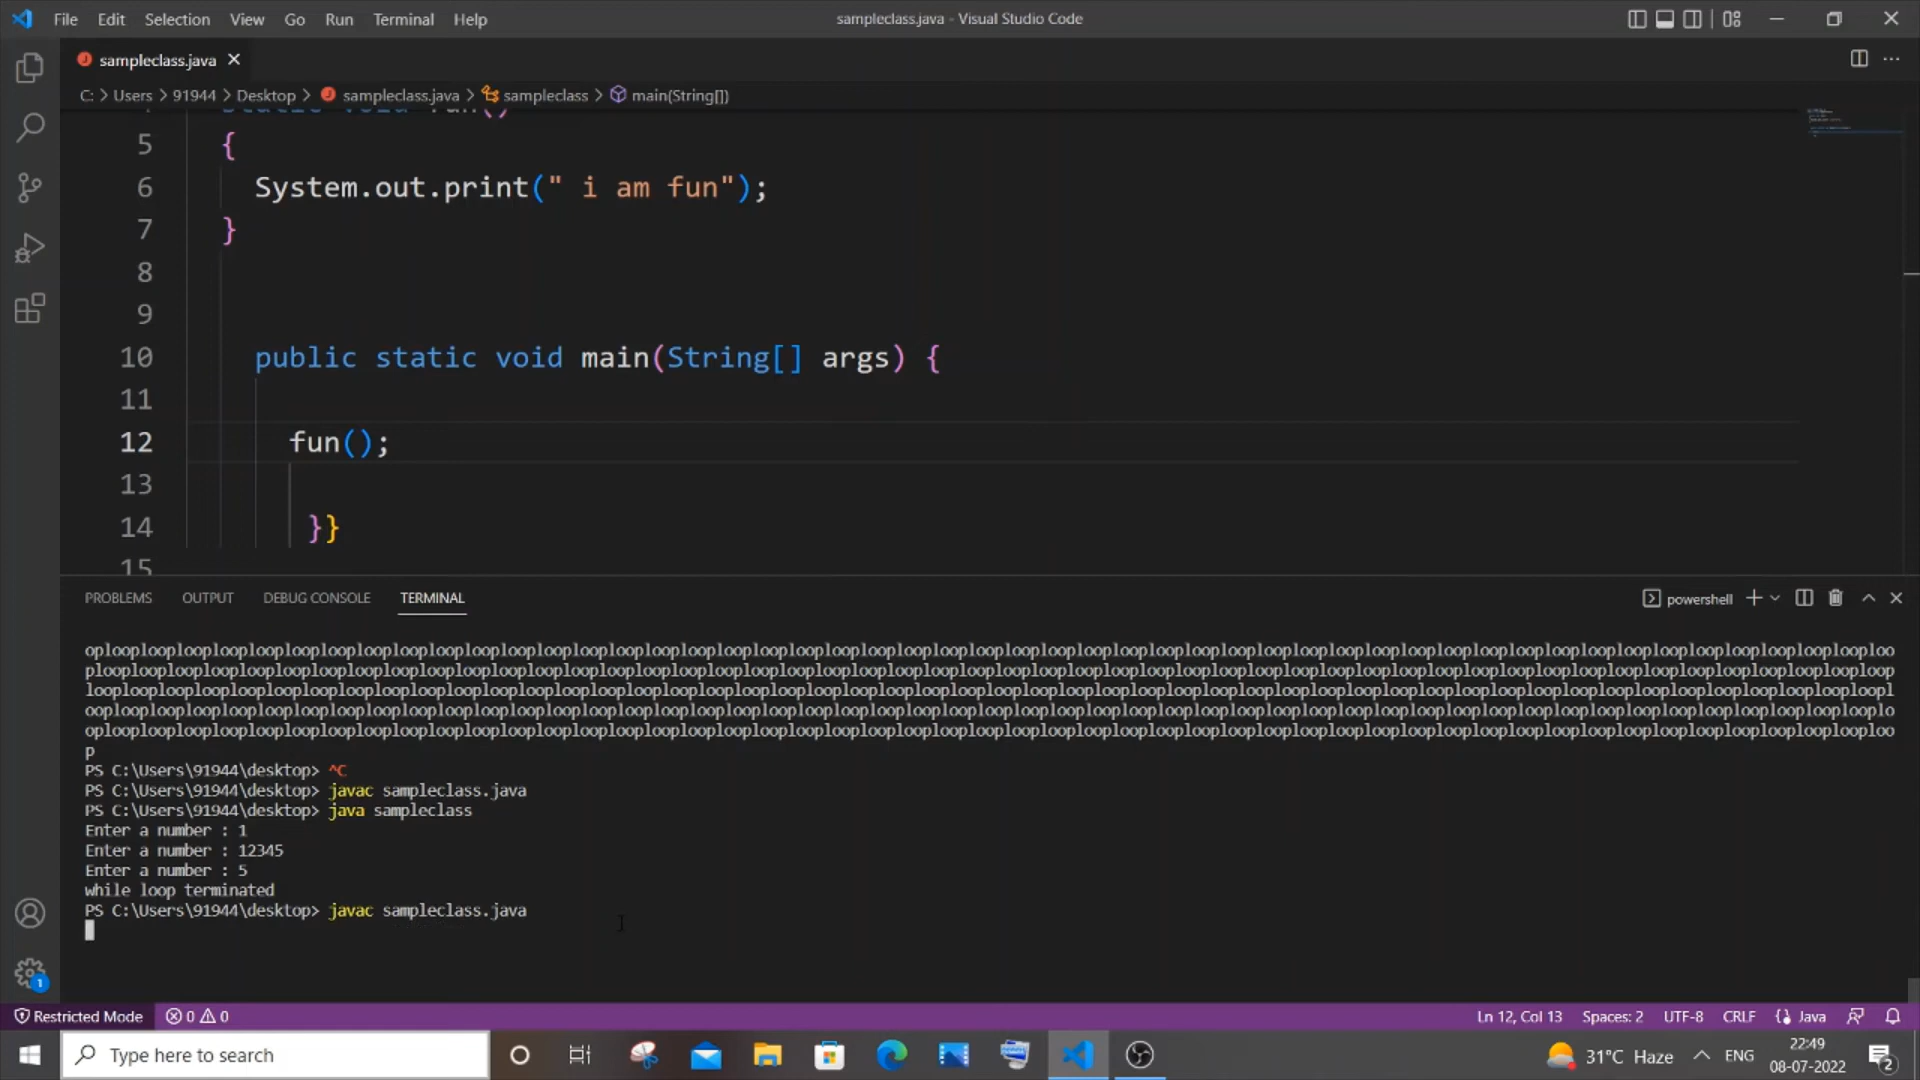 File Edit Selection View Go Run Terminal Help
sampleclass.java - Visual Studio Code
sampleclass.java
C: > Users > 91944 > Desktop > sampleclass.java > sampleclass > main(String[])
5 {
6 System.out.print(" i am fun");
7 }
8
9
10 public static void main(String[] args) {
11
12 fun();
13
14 }}
15
PROBLEMS OUTPUT DEBUG CONSOLE TERMINAL
powershell
p
PS C:\Users\91944\desktop> ^C
PS C:\Users\91944\desktop> javac sampleclass.java
PS C:\Users\91944\desktop> java sampleclass
Enter a number : 1
Enter a number : 12345
Enter a number : 5
while loop terminated
PS C:\Users\91944\desktop> javac sampleclass.java
1
Restricted Mode 0 0
Ln 12, Col 13 Spaces: 2 UTF-8 CRLF Java
Type here to search
31°C Haze ENG
22:49
08-07-2022
2